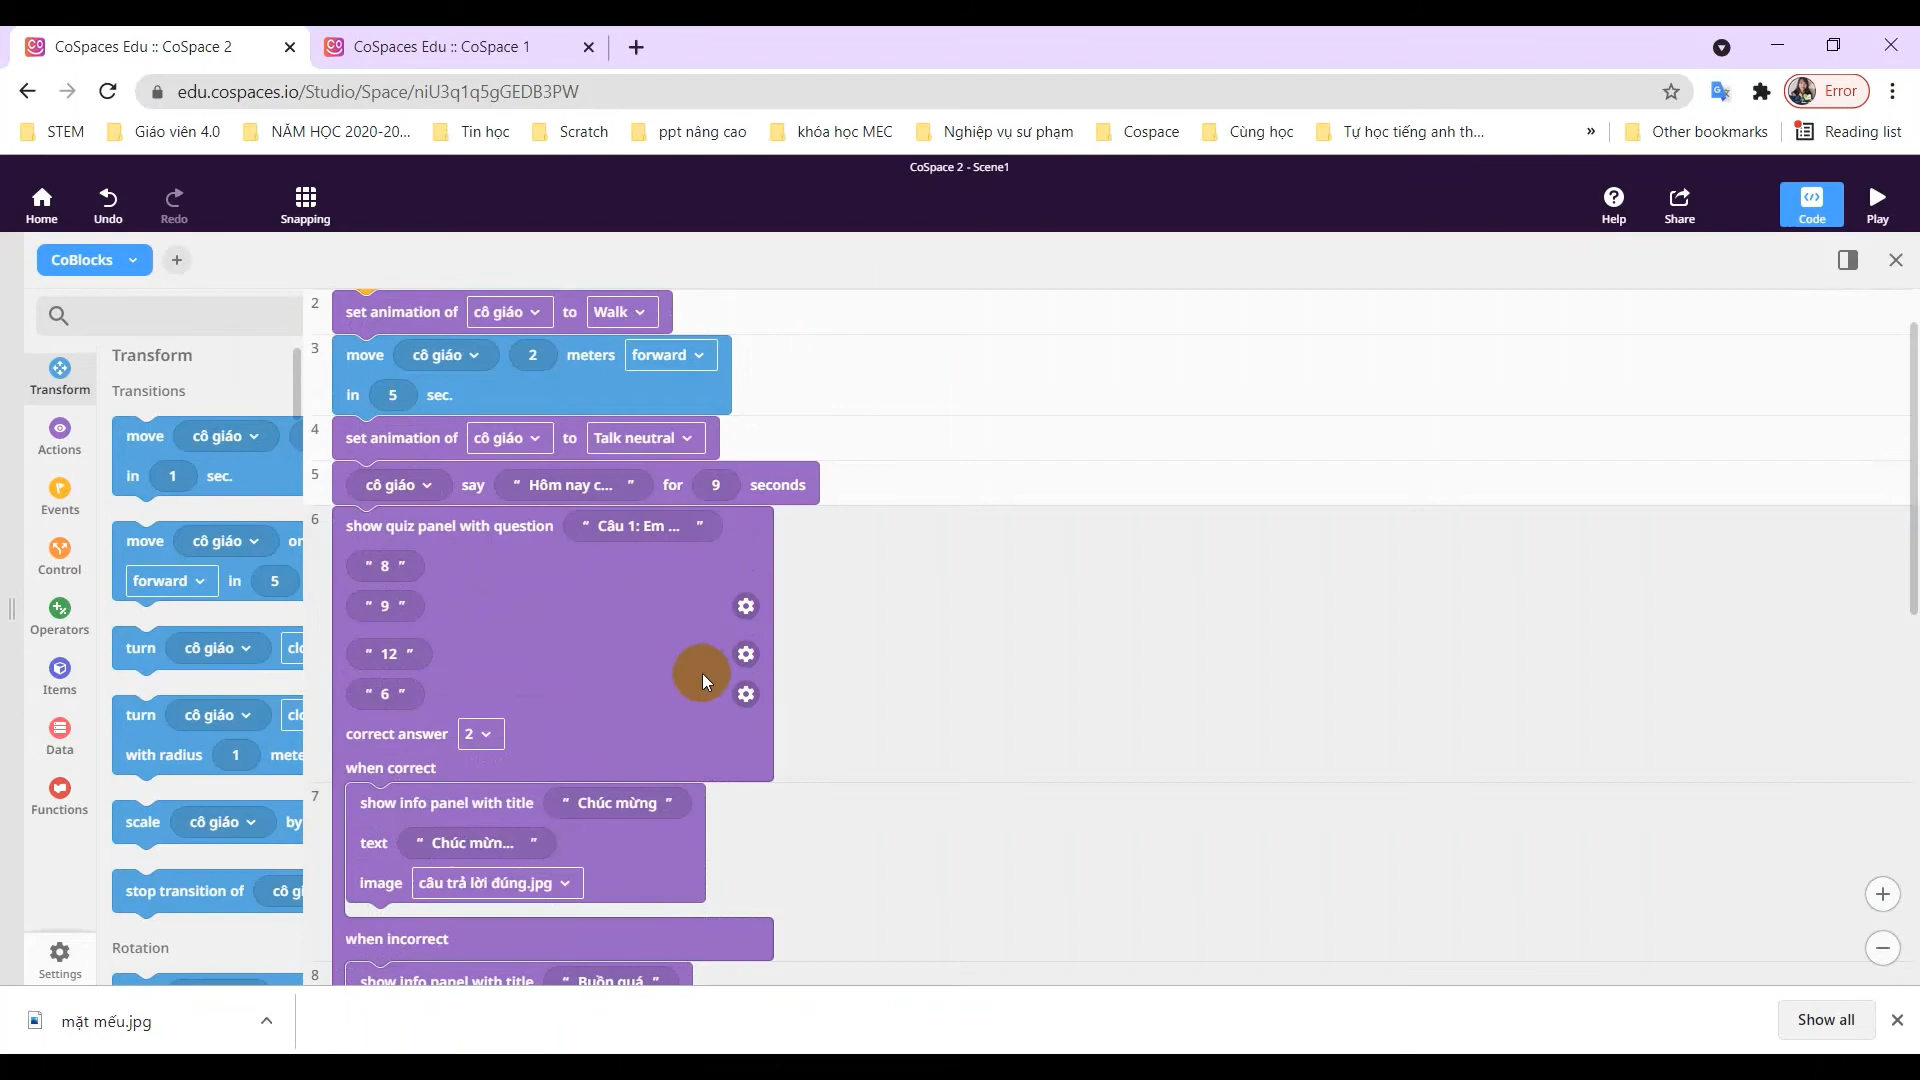 CoSpaces Edu :: CoSpace 2
CoSpaces Edu :: CoSpace 1
edu.cospaces.io/Studio/Space/niU3q1q5gGEDB3PW
Error
STEM
Giáo viên 4.0
NĂM HỌC 2020-20...
Tin học
Scratch
ppt nâng cao
khóa học MEC
Nghiệp vụ sư phạm
Cospace
Cùng học
Tự học tiếng anh th...
»
Other bookmarks
Reading list
CoSpace 2 - Scene1
Home
Undo
Redo
Snapping
Help
Share
Code
Play
CoBlocks
Transform
Actions
Events
Control
Operators
Items
Data
Functions
Settings
Transform
Transitions
move cô giáo
in 1 sec.
move cô giáo or
forward in 5
turn cô giáo clo
turn cô giáo clo
with radius 1 mete
scale cô giáo by
stop transition of cô gi
Rotation
2 set animation of cô giáo to Walk
3 move cô giáo 2 meters forward
in 5 sec.
4 set animation of cô giáo to Talk neutral
5 cô giáo say “ Hôm nay c... ” for 9 seconds
6 show quiz panel with question “ Câu 1: Em ... ”
“ 8 ”
“ 9 ”
“ 12 ”
“ 6 ”
correct answer 2
when correct
7 show info panel with title “ Chúc mừng ”
text “ Chúc mừn... ”
image câu trả lời đúng.jpg
when incorrect
8 show info panel with title “ Buồn quá ”
mặt mếu.jpg
Show all